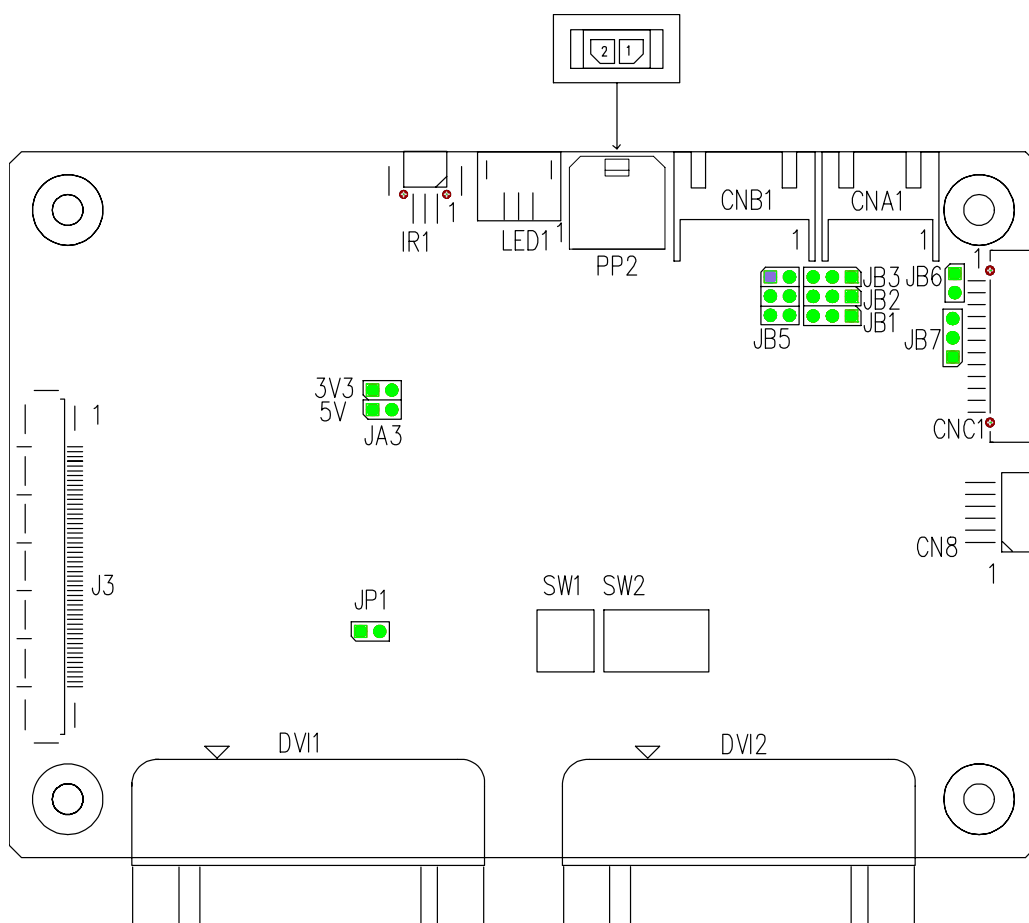 2 1
1
IR1
LED1
1
PP2
CNB1
1
CNA1
1
1
JB3
JB6
JB2
JB1
JB5
JB7
3V3
5V
JA3
1
CNC1
CN8
1
J3
JP1
SW1 SW2
DVI1
DVI2